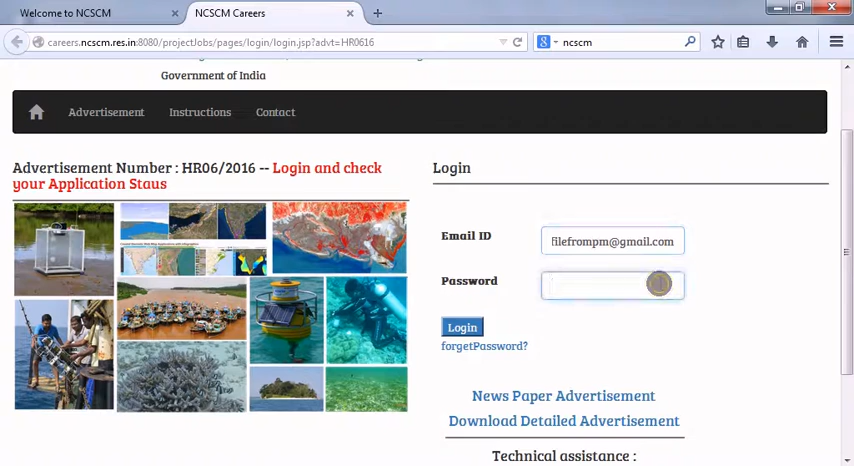 Welcome to NCSCM
NCSCM Careers
careers.ncscm.res.in:8080/projectJobs/pages/login/login.jsp?advt=HR0616
ncscm
Government of India
Advertisement Instructions Contact
Advertisement Number : HR06/2016 -- Login and check
your Application Staus
Login
Email ID
filefrompm@gmail.com
Password
Login
forgetPassword?
News Paper Advertisement
Download Detailed Advertisement
Technical assistance :